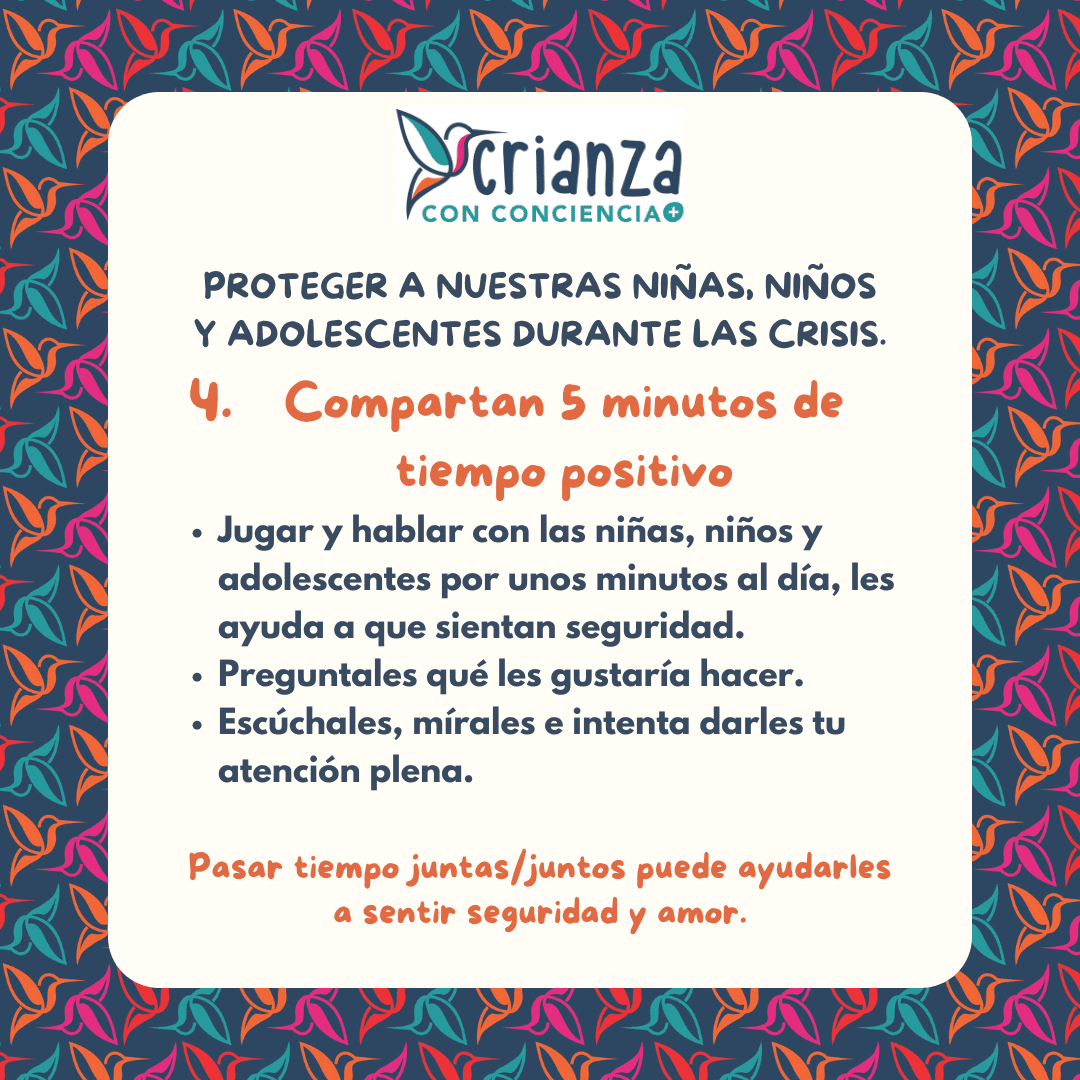 crianza
CON CONCIENCIA+
PROTEGER A NUESTRAS NIÑAS, NIÑOS
Y ADOLESCENTES DURANTE LAS CRISIS.
4. Compartan 5 minutos de
tiempo positivo
• Jugar y hablar con las niñas, niños y
adolescentes por unos minutos al día, les
ayuda a que sientan seguridad.
• Preguntales qué les gustaría hacer.
• Escúchales, mírales e intenta darles tu
atención plena.
Pasar tiempo juntas/juntos puede ayudarles
a sentir seguridad y amor.